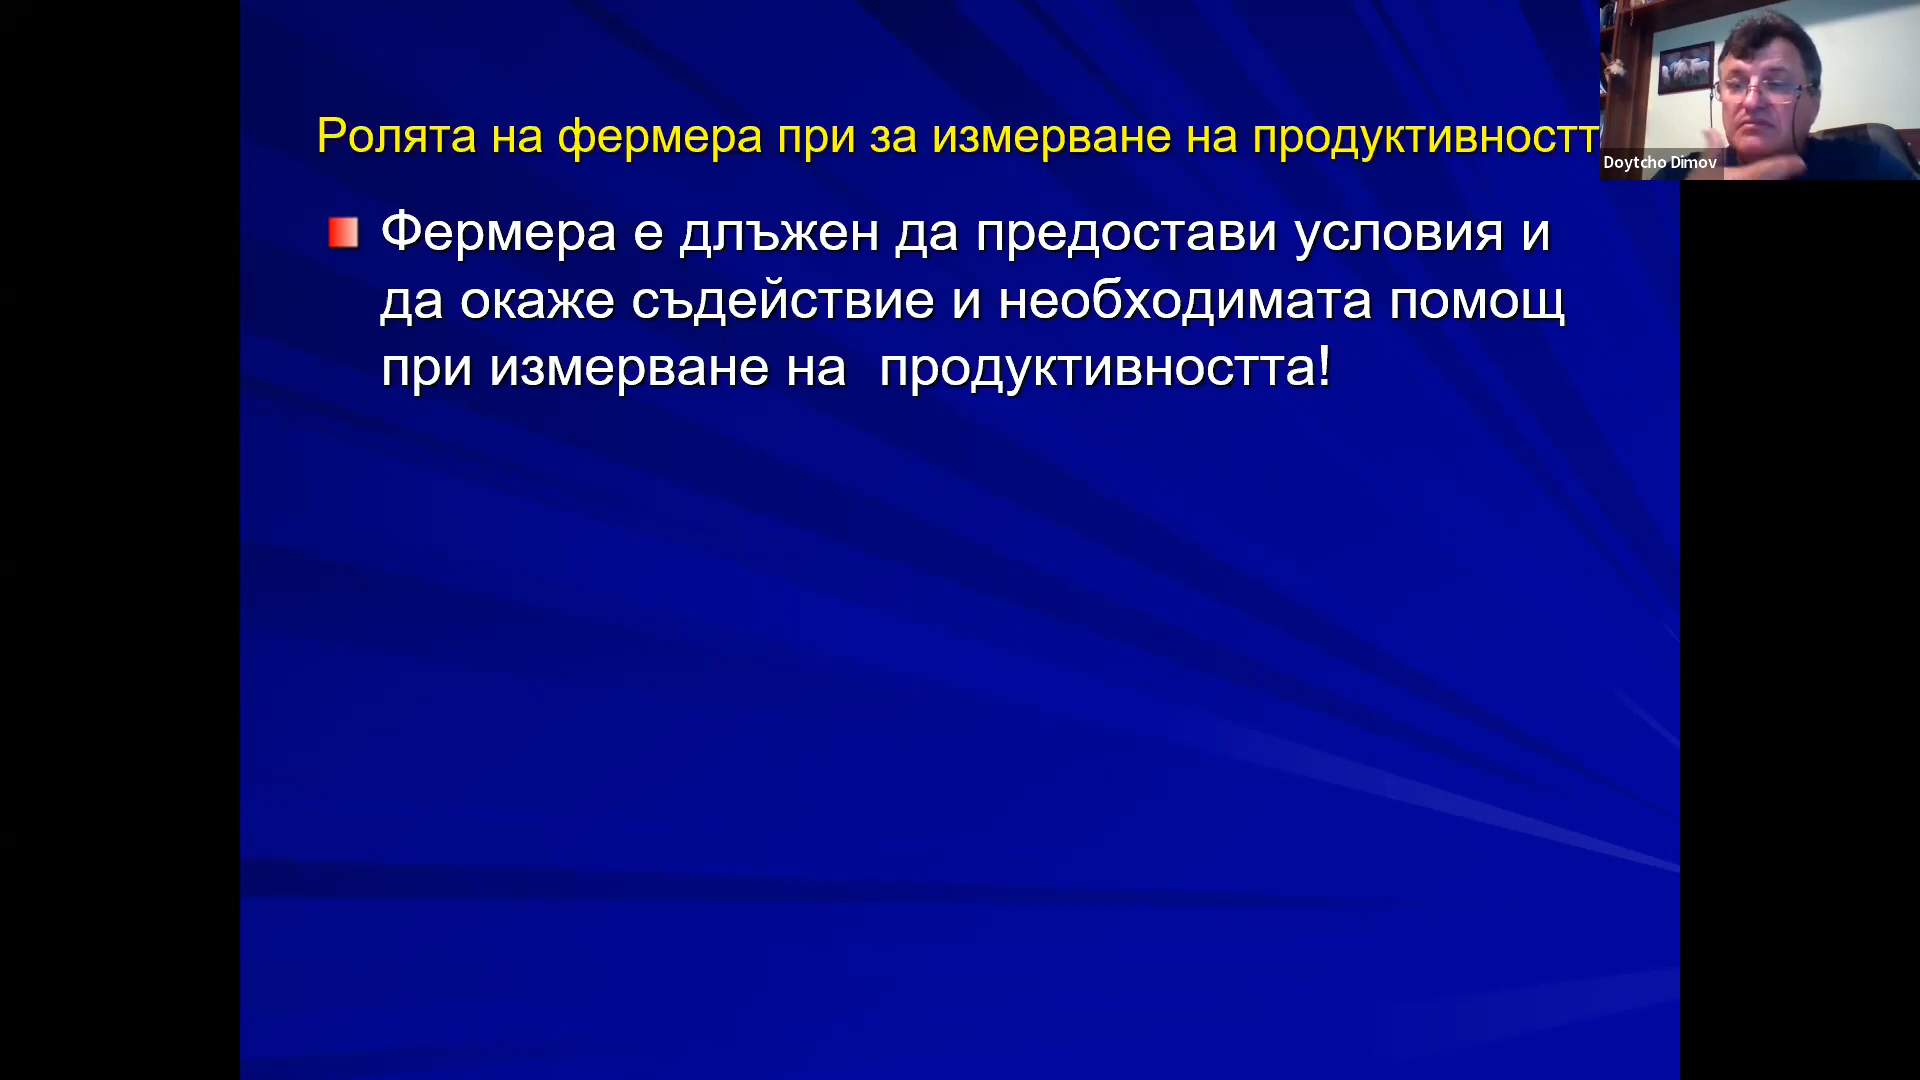 Ролята на фермера при за измерване на продуктивностт
Doytcho Dimov
Фермера е длъжен да предостави условия и
да окаже съдействие и необходимата помощ
при измерване на  продуктивността!